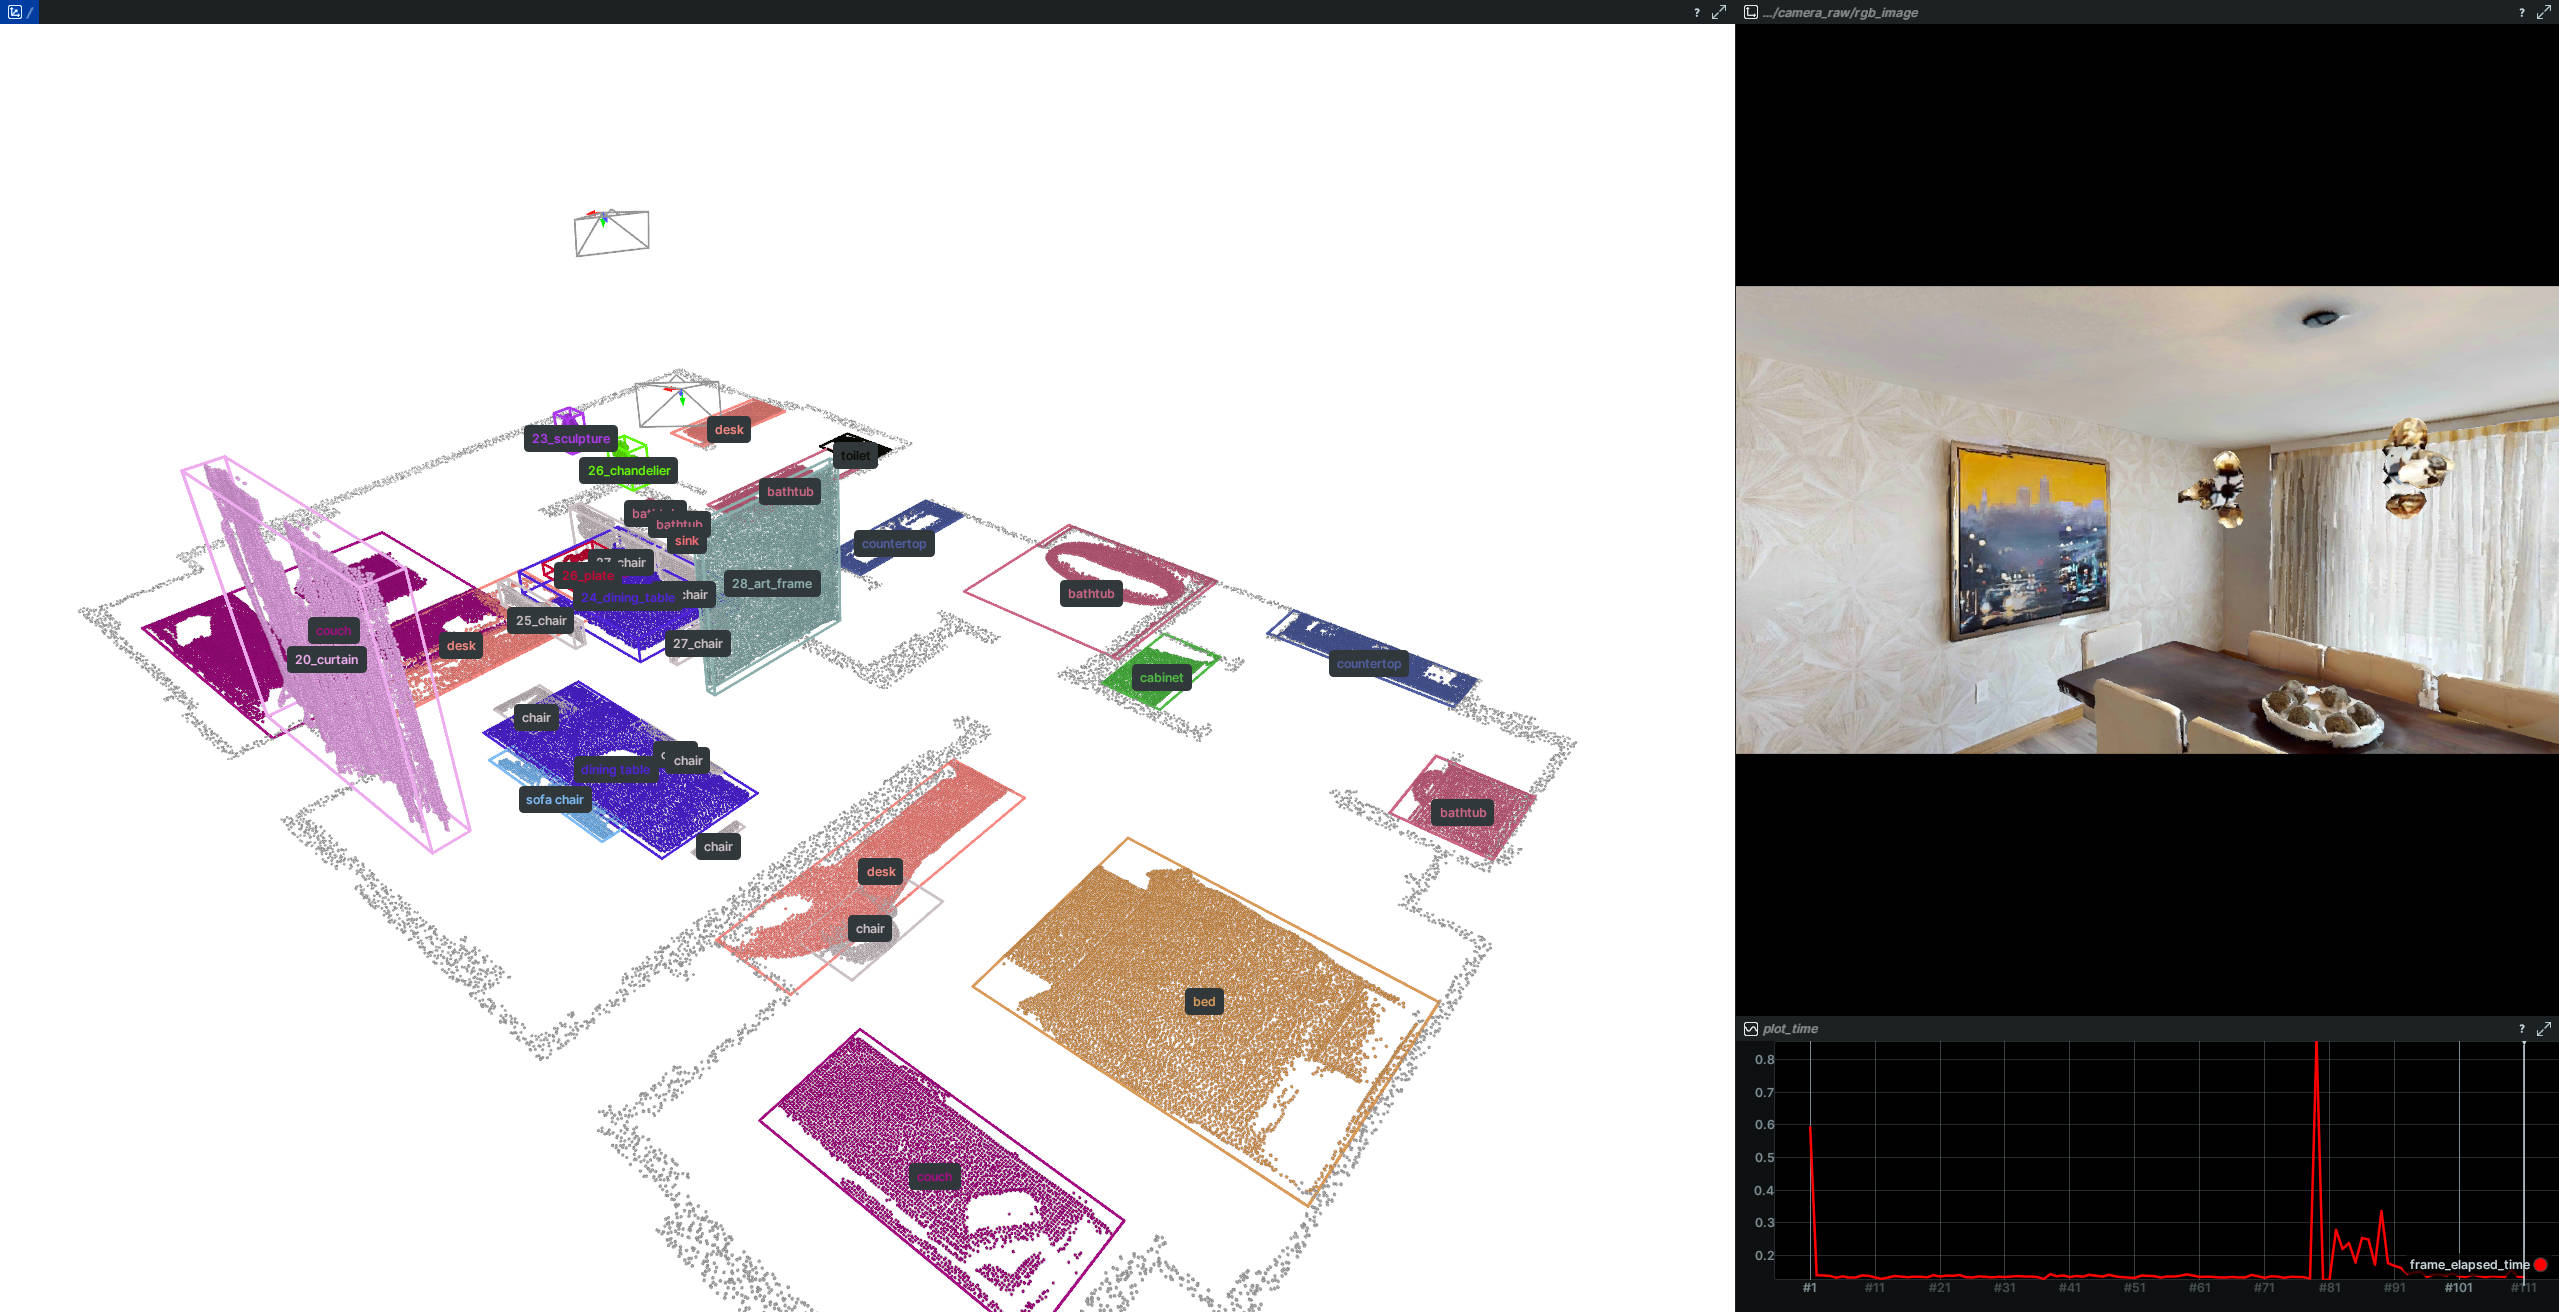 /
?
23_sculpture
26_chandelier
desk
toilet
bathtub
bathtub
sink
27_chair
26_plate
24_dining_table
chair
28_art_frame
countertop
25_chair
27_chair
couch
20_curtain
desk
bathtub
cabinet
countertop
chair
chair
dining table
sofa chair
chair
bathtub
desk
chair
bed
couch
.../camera_raw/rgb_image
?
plot_time
?
0.8
0.7
0.6
0.5
0.4
0.3
0.2
frame_elapsed_time
#1 #11 #21 #31 #41 #51 #61 #71 #81 #91 #101 #111